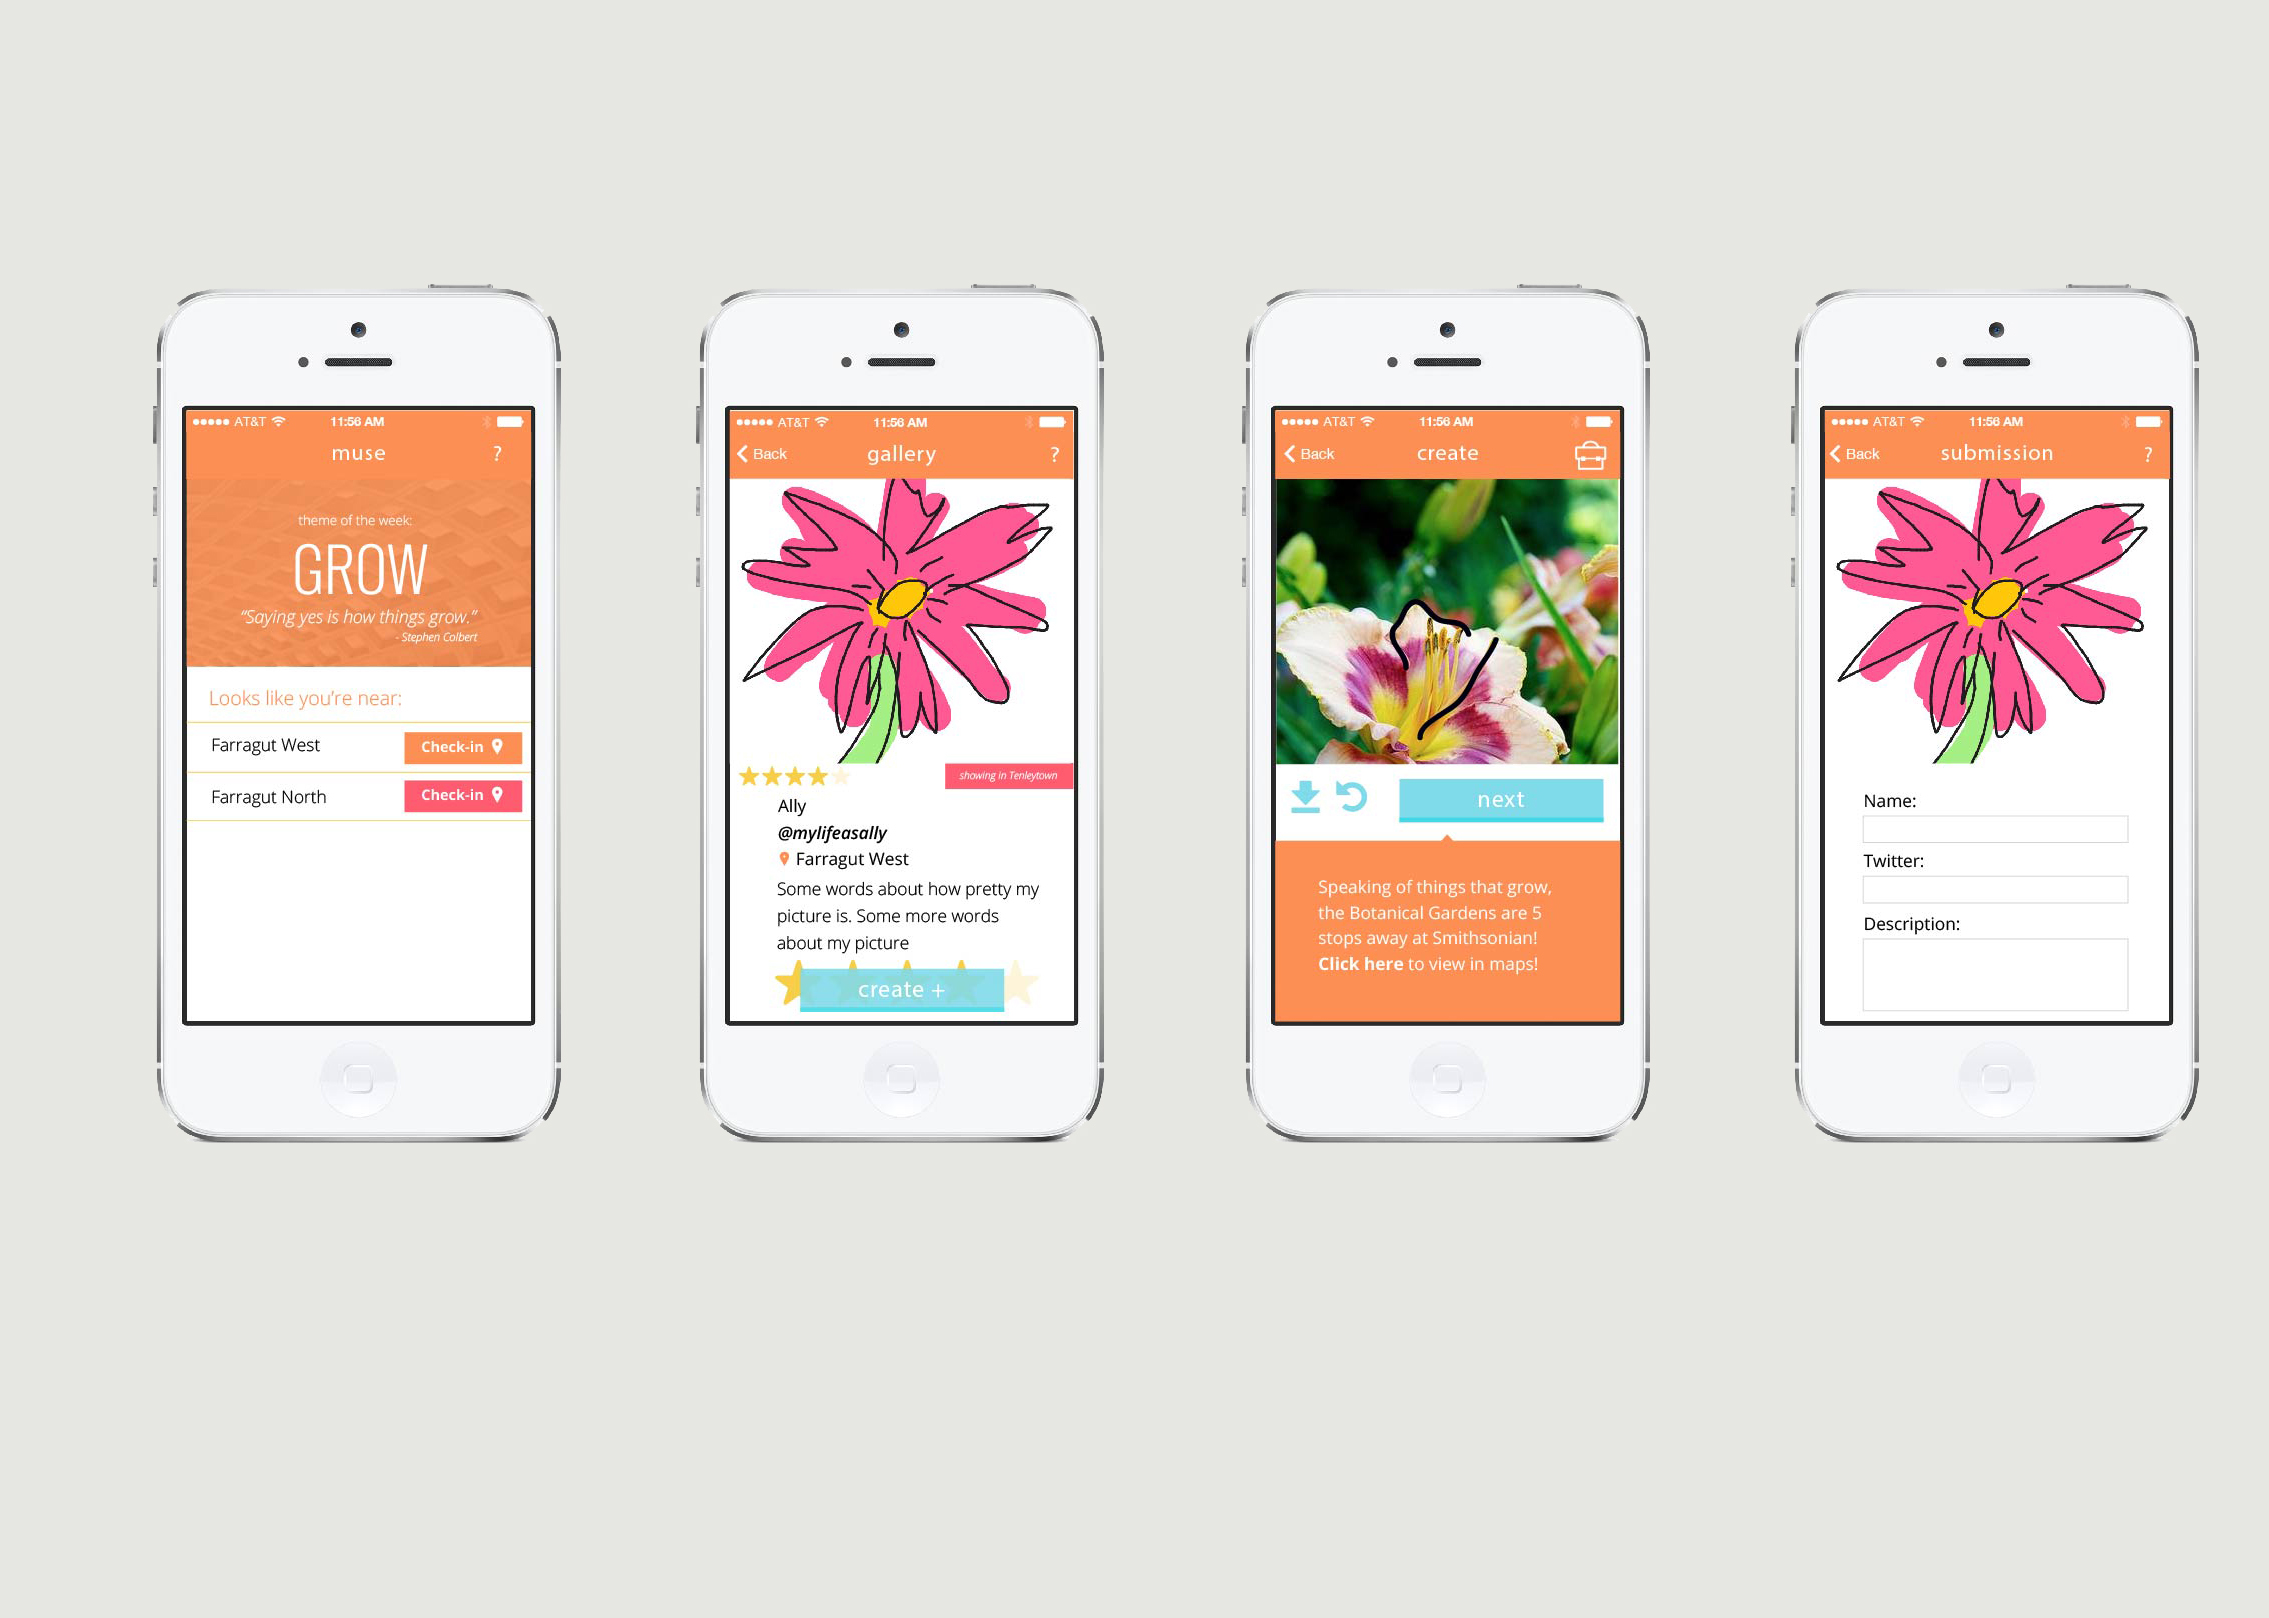 AT&T 11:56 AM
muse ?
theme of the week:
GROW
“Saying yes is how things grow.”
- Stephen Colbert
Looks like you’re near:
Farragut West Check-in
Farragut North Check-in
AT&T 11:56 AM
Back gallery ?
showing in Tenleytown
Ally
@mylifeasally
Farragut West
Some words about how pretty my
picture is. Some more words
about my picture
create +
AT&T 11:56 AM
Back create
next
Speaking of things that grow,
the Botanical Gardens are 5
stops away at Smithsonian!
Click here to view in maps!
AT&T 11:56 AM
Back submission ?
Name:
Twitter:
Description: